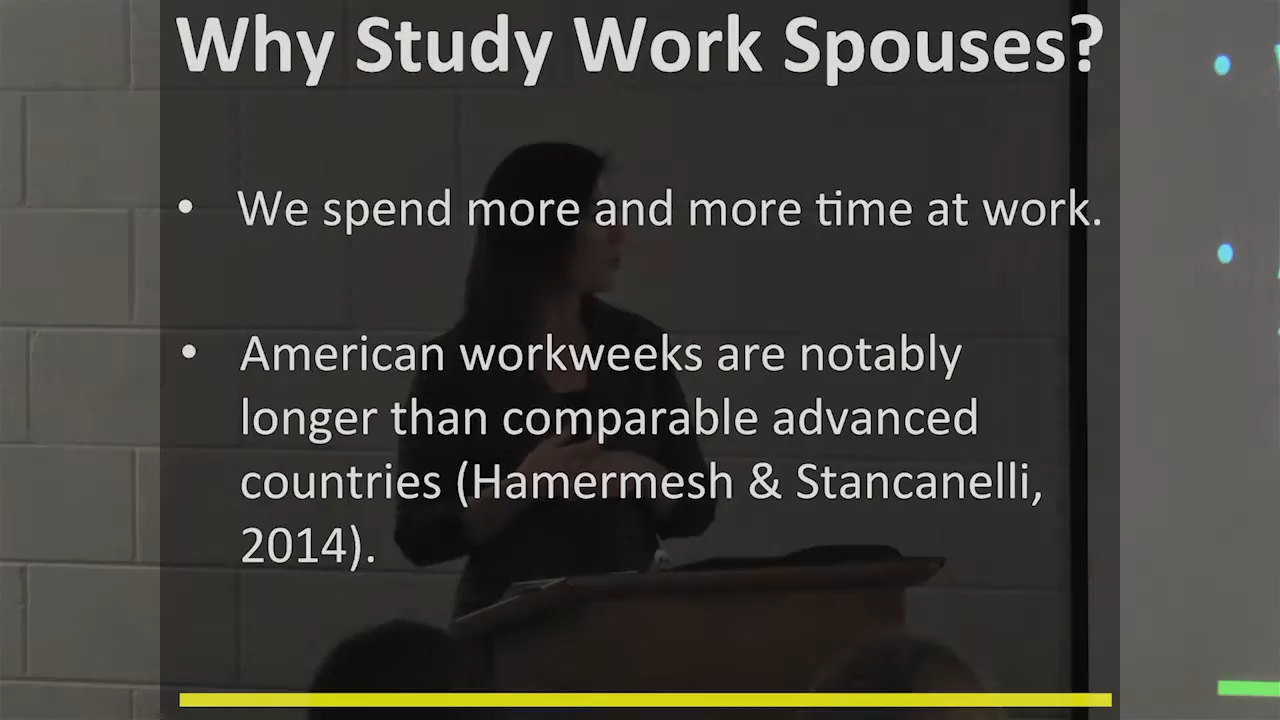 Why Study Work Spouses?
• We spend more and more time at work.
• American workweeks are notably
longer than comparable advanced
countries (Hamermesh & Stancanelli,
2014).